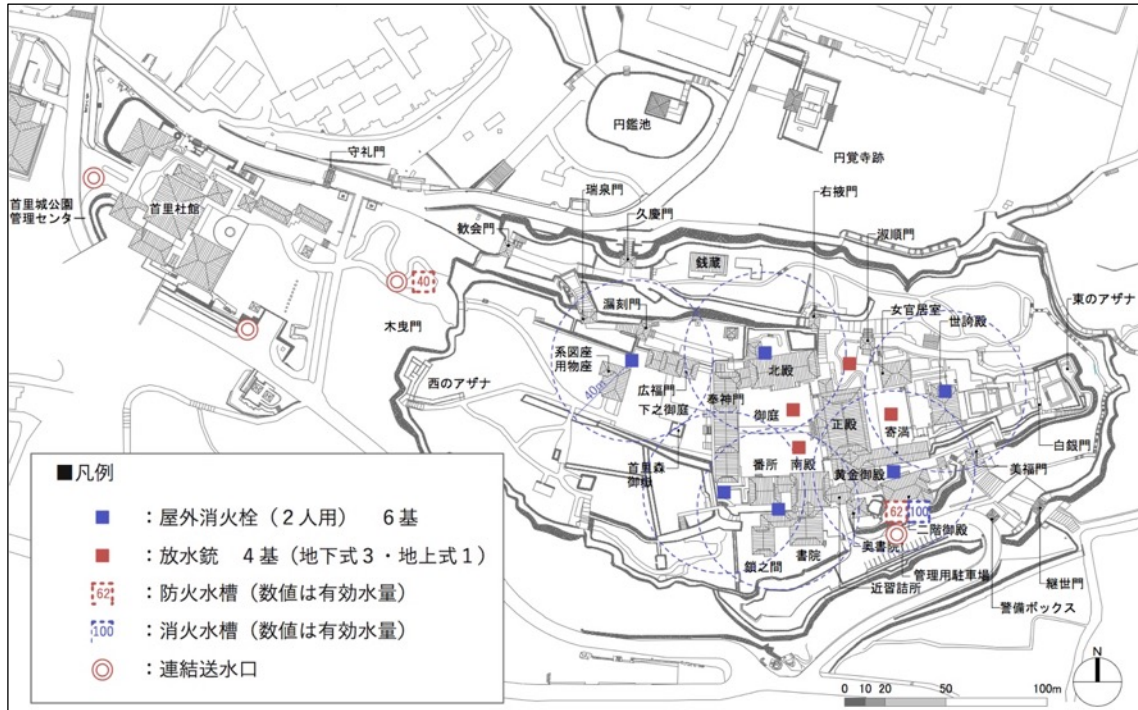 円鑑池
円覚寺跡
守礼門
首里城公園
管理センター
首里杜館
瑞泉門
久慶門
右掖門
歓会門
淑順門
銭蔵
漏刻門
女官居室
世誇殿
東のアザナ
40
木曳門
西のアザナ
系図座
用物座
40m
広福門
下之御庭
奉神門
北殿
御庭
正殿
寄満
白銀門
首里森
御嶽
番所
南殿
黄金御殿
美福門
62
100
二階御殿
奥書院
鎖之間
書院
近習詰所
管理用駐車場
警備ボックス
継世門
■凡例
：屋外消火栓（２人用）　６基
：放水銃　４基（地下式３・地上式１）
62
：防火水槽（数値は有効水量）
100
：消火水槽（数値は有効水量）
：連結送水口
N
0 10 20 50 100m